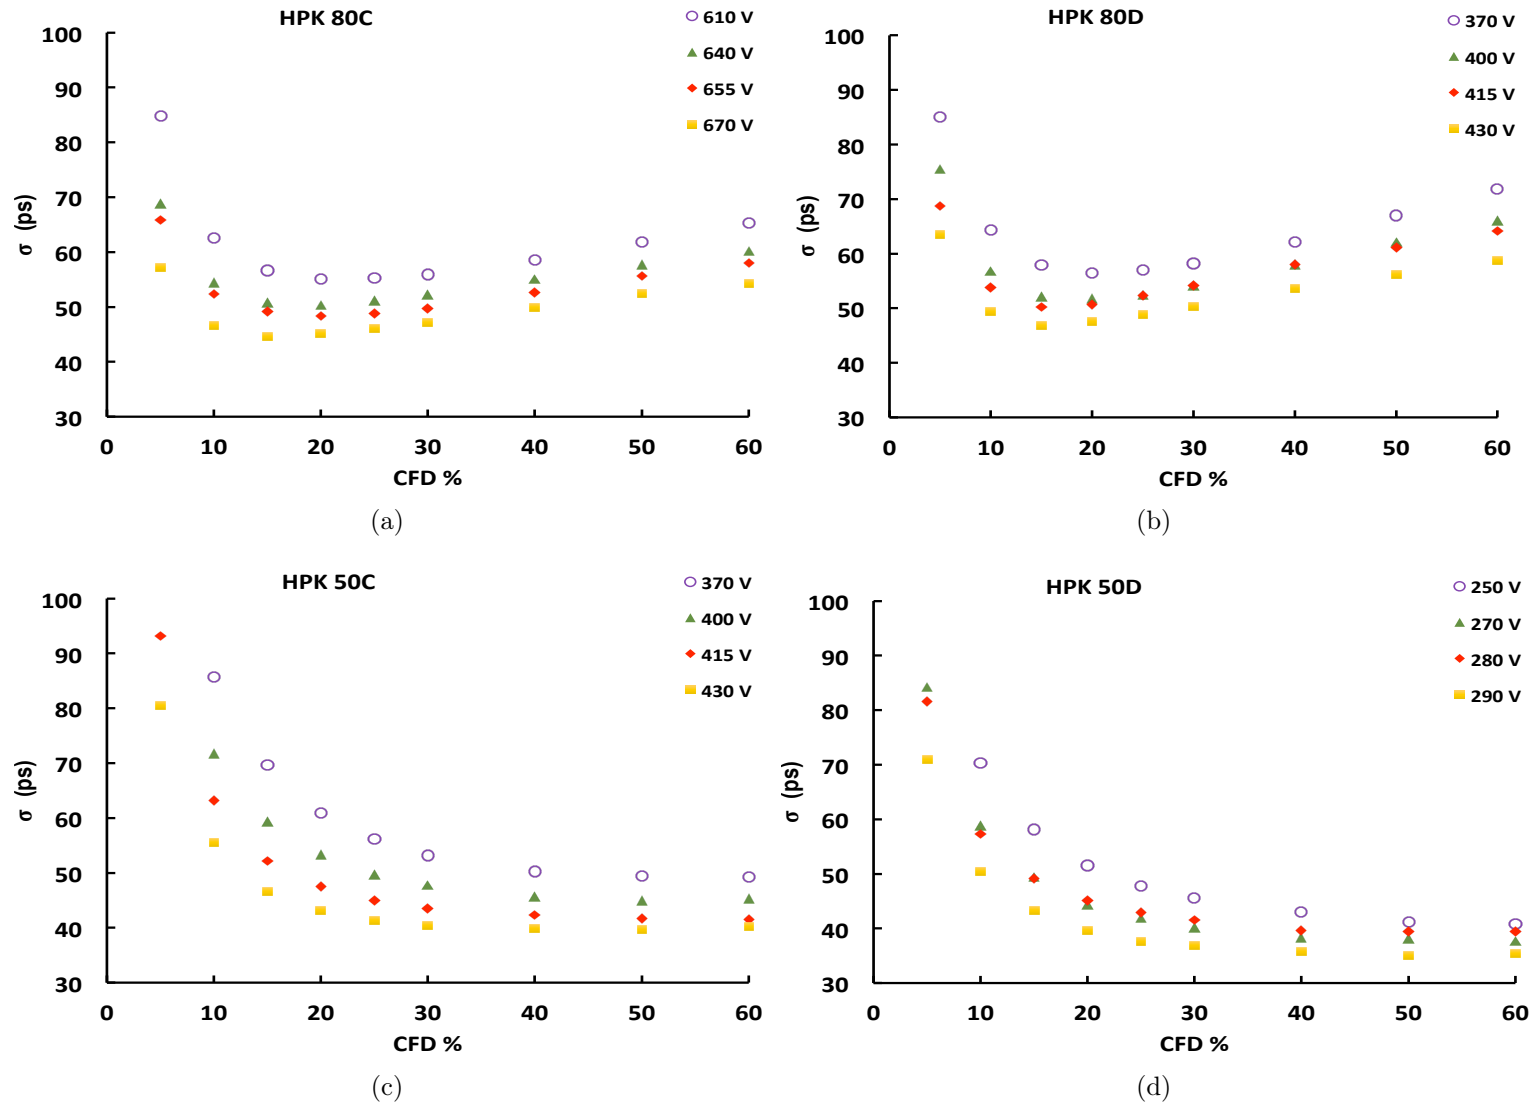 HPK 80C
610 V
640 V
655 V
670 V
100
90
80
70
60
50
40
30
σ (ps)
0 10 20 30 40 50 60
CFD %
(a)
HPK 80D
370 V
400 V
415 V
430 V
100
90
80
70
60
50
40
30
σ (ps)
0 10 20 30 40 50 60
CFD %
(b)
HPK 50C
370 V
400 V
415 V
430 V
100
90
80
70
60
50
40
30
σ (ps)
0 10 20 30 40 50 60
CFD %
(c)
HPK 50D
250 V
270 V
280 V
290 V
100
90
80
70
60
50
40
30
σ (ps)
0 10 20 30 40 50 60
CFD %
(d)